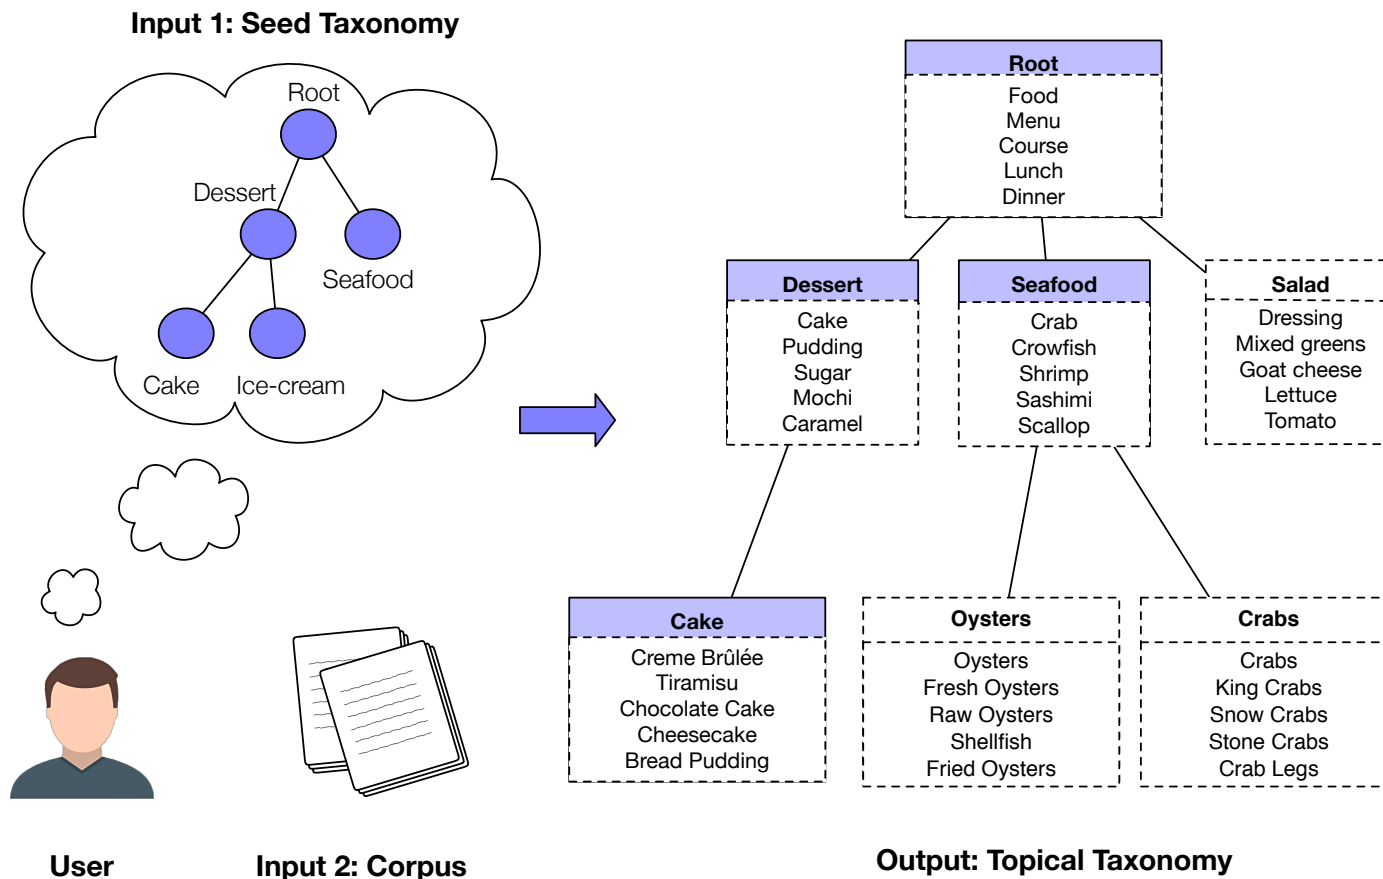 Input 1: Seed Taxonomy
Root
Dessert
Seafood
Cake
Ice-cream
User
Input 2: Corpus
Root
Food
Menu
Course
Lunch
Dinner
Dessert
Cake
Pudding
Sugar
Mochi
Caramel
Seafood
Crab
Crowfish
Shrimp
Sashimi
Scallop
Salad
Dressing
Mixed greens
Goat cheese
Lettuce
Tomato
Cake
Creme Brûlée
Tiramisu
Chocolate Cake
Cheesecake
Bread Pudding
Oysters
Oysters
Fresh Oysters
Raw Oysters
Shellfish
Fried Oysters
Crabs
Crabs
King Crabs
Snow Crabs
Stone Crabs
Crab Legs
Output: Topical Taxonomy